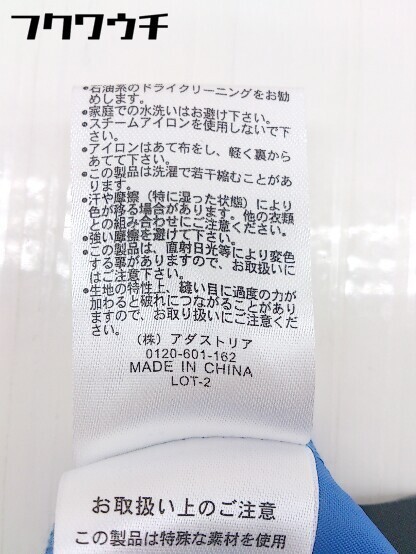 フクワウチ
●石油系のドライクリーニングをお勧
めします。
●家庭での水洗いはお避け下さい。
●スチームアイロンを使用しないで下
さい。
●アイロンはあて布をし、軽く裏から
あてて下さい。
●この製品は洗濯で若干縮むことがあ
ります。
●汗や摩擦（特に湿った状態）により
色が移る場合があります。他の衣類
との組み合わせにご注意ください。
●強い摩擦を避けて下さい。
●この製品は、直射日光等により変色
する事がありますので、お取扱いに
はご注意下さい。
●生地の特性上、縫い目に過度の力が
加わると破れにつながることがあり
ますので、お取り扱いにご注意くだ
さい。
（株）アダストリア
0120-601-162
MADE IN CHINA
LOT-2
お取扱い上のご注意
この製品は特殊な素材を使用